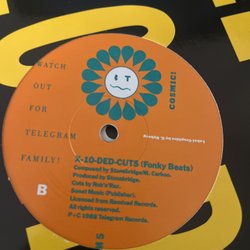 WATCH
OUT
FOR
TELEGRAM
FAMILY!
COSMIC!
X-10-DED-CUTS (Fonky Beats)
Composed by Stonebridge/M. Carlson.
Produced by Stonebridge.
Cuts by Rob'n'Raz.
Sonet Music (Publisher).
Licensed from Remixed Records.
All rights reserved.
P + C 1988 Telegram Records.
B